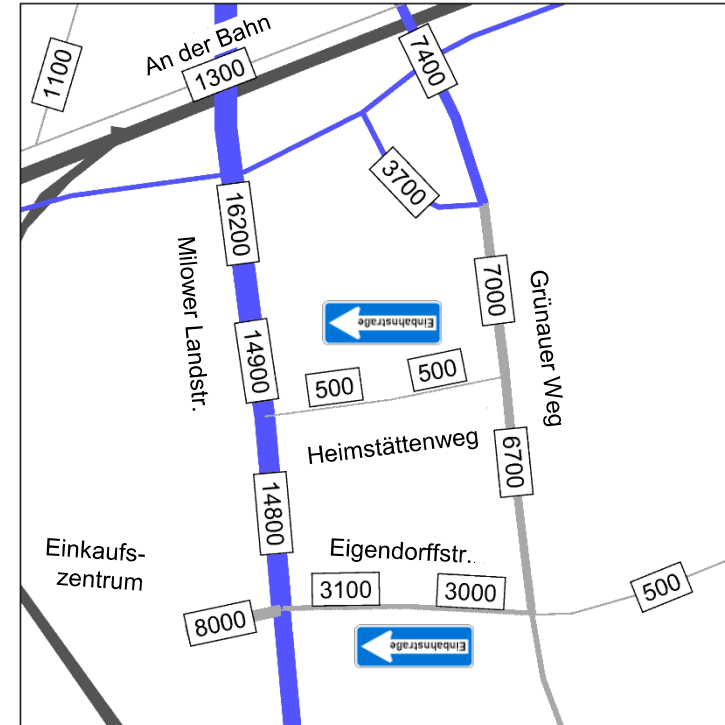 An der Bahn
1100
1300
7400
3700
16200
Milower Landstr.
7000
Grünauer Weg
Einbahnstraße
14900
500
500
Heimstättenweg
6700
14800
Einkaufs-
zentrum
Eigendorffstr.
3100
3000
500
8000
Einbahnstraße